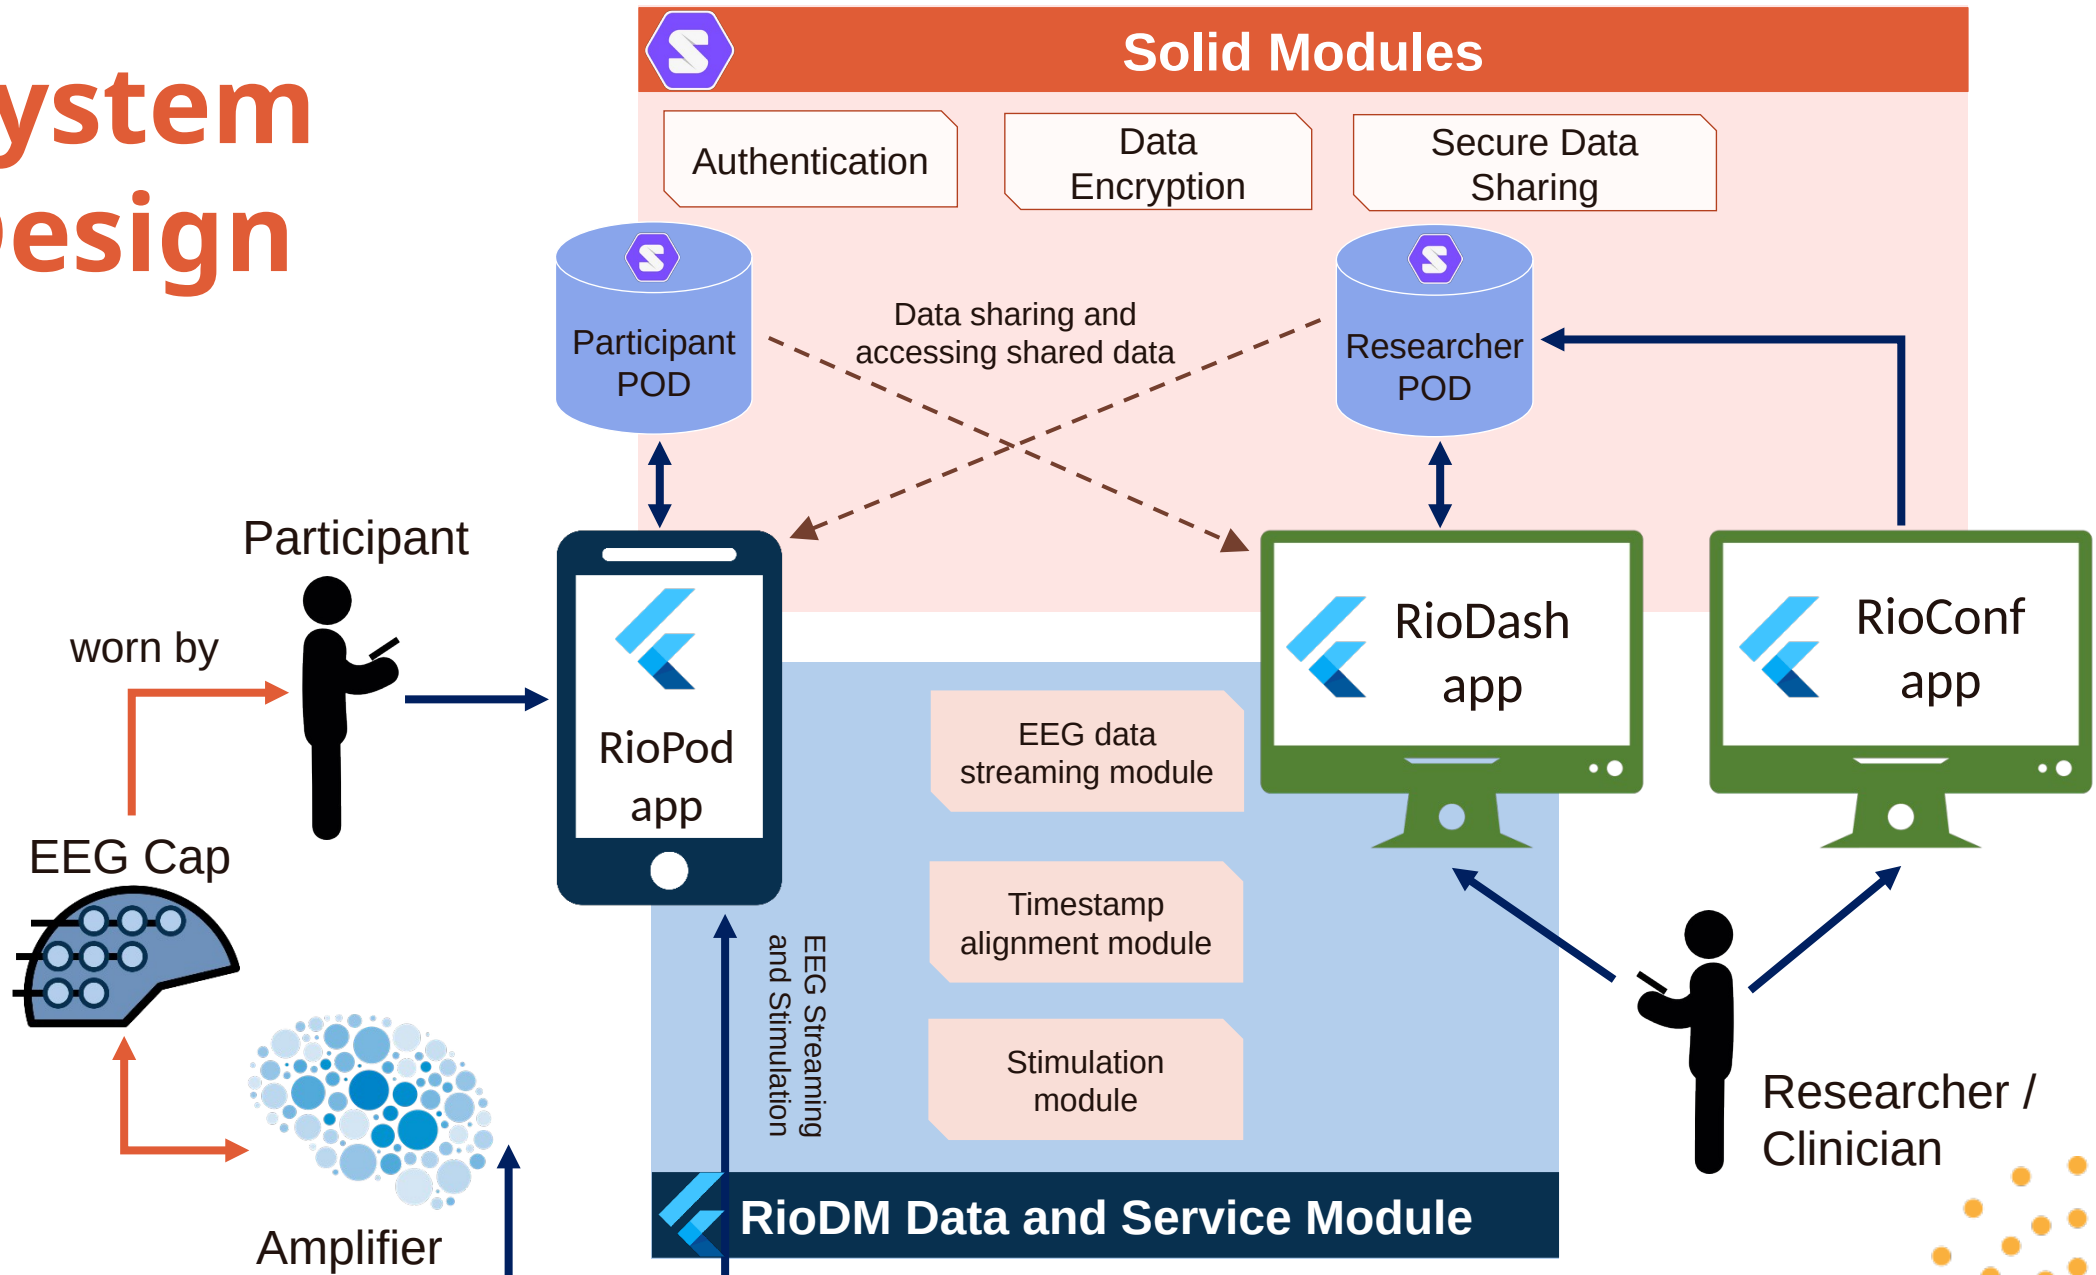 ystem
Design
Solid Modules
Authentication
Data
Encryption
Secure Data
Sharing
Participant
POD
Data sharing and
accessing shared data
Researcher
POD
Participant
worn by
RioPod
app
RioDash
app
RioConf
app
EEG Cap
EEG data
streaming module
Timestamp
alignment module
Stimulation
module
EEG Streaming
and Stimulation
Researcher /
Clinician
Amplifier
RioDM Data and Service Module